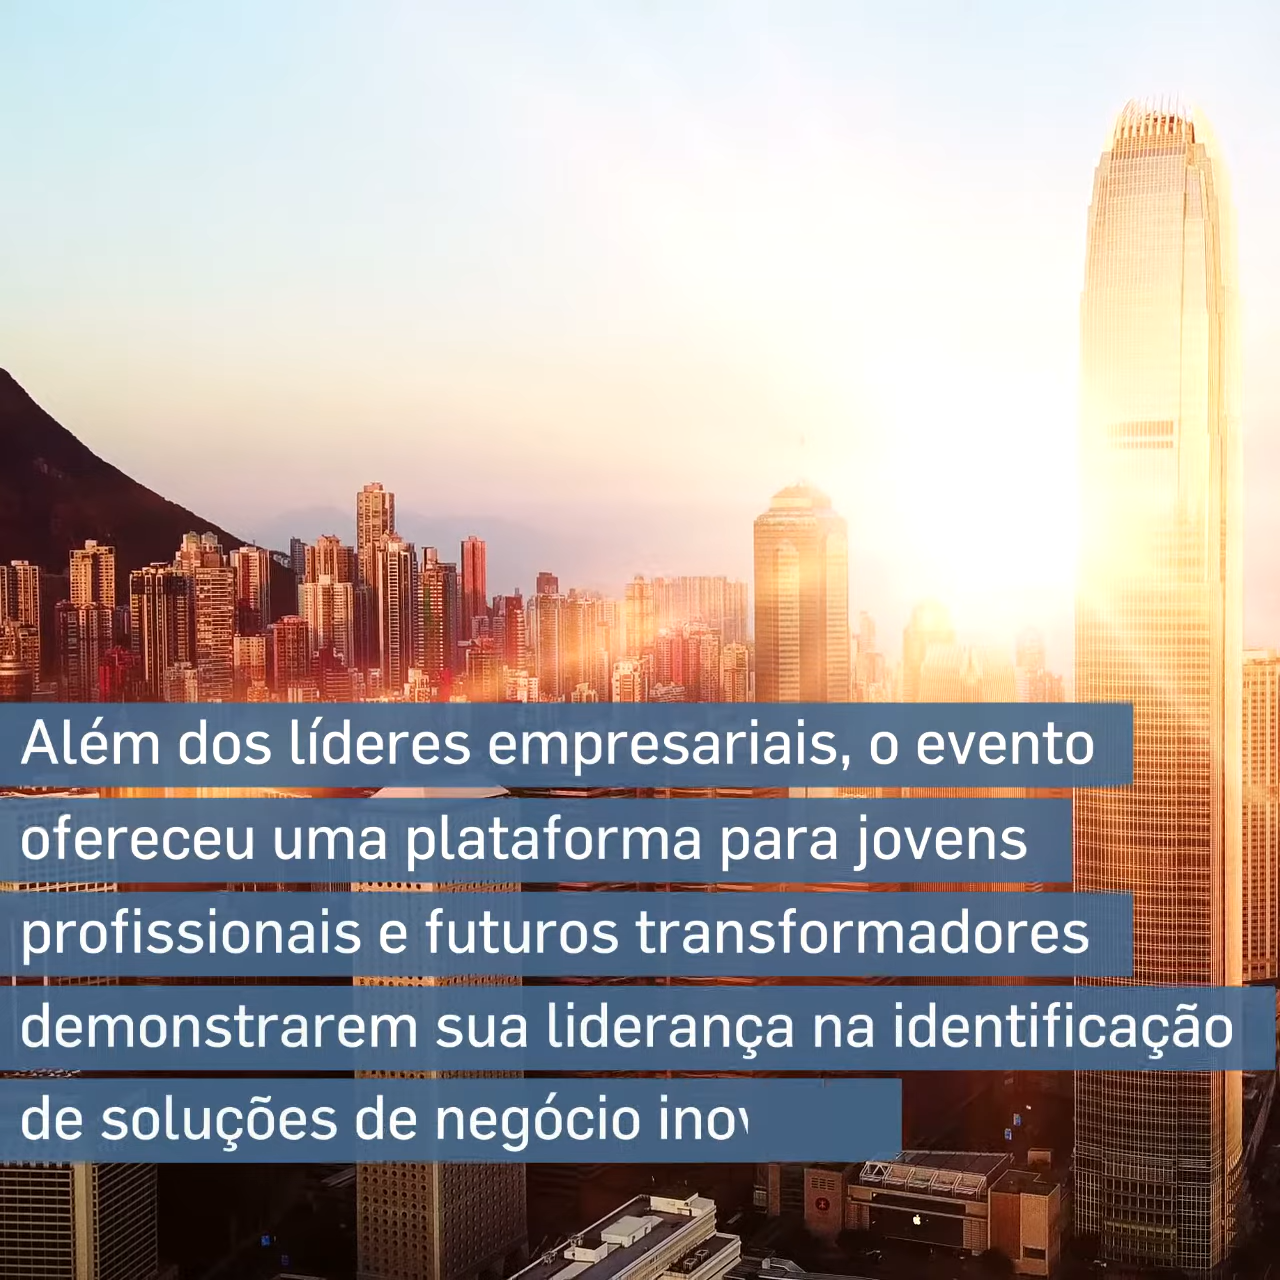 Além dos líderes empresariais, o evento
ofereceu uma plataforma para jovens
profissionais e futuros transformadores
demonstrarem sua liderança na identificação
de soluções de negócio